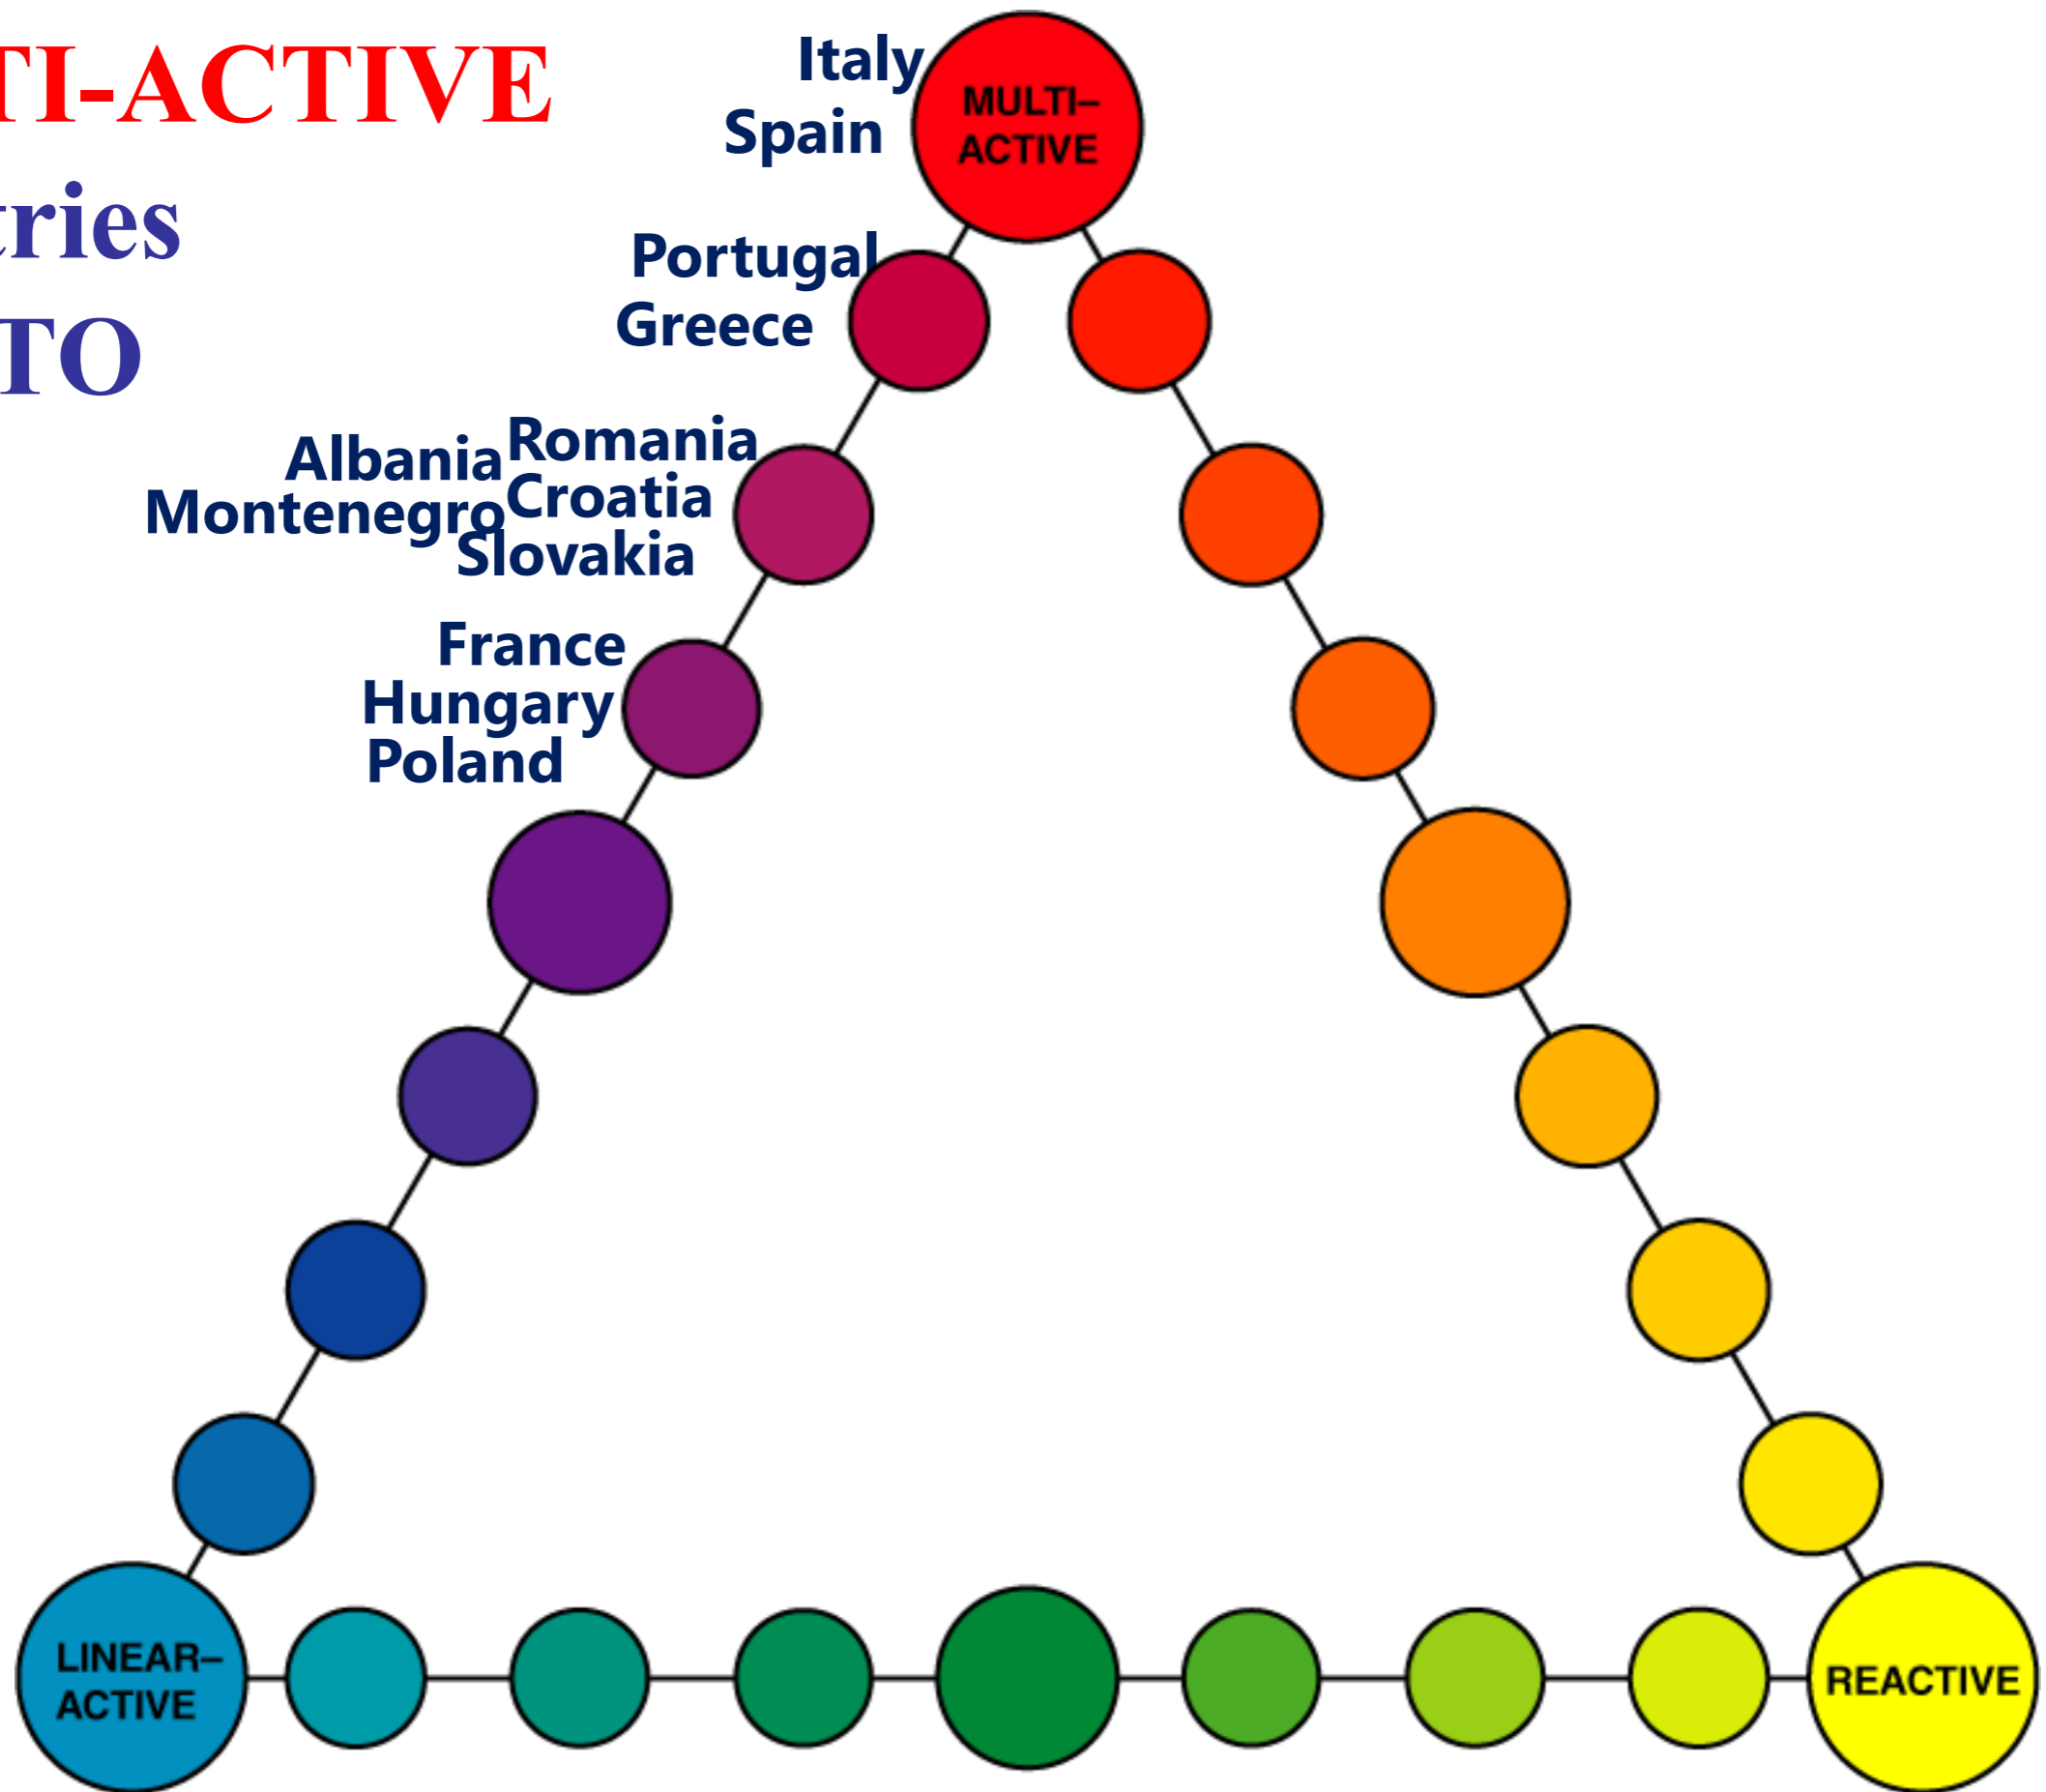 TI-ACTIVE
tries
TO
Italy
Spain
MULTI–
ACTIVE
Portugal
Greece
Albania
Montenegro
Romania
Croatia
Slovakia
France
Hungary
Poland
LINEAR–
ACTIVE
REACTIVE